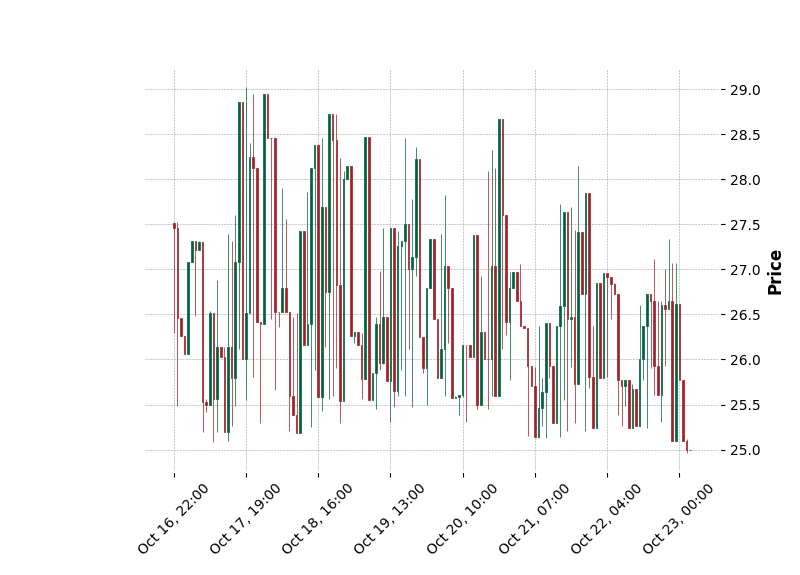 29.0
28.5
28.0
27.5
27.0
26.5
26.0
25.5
25.0
Price
Oct 16, 22:00
Oct 17, 19:00
Oct 18, 16:00
Oct 19, 13:00
Oct 20, 10:00
Oct 21, 07:00
Oct 22, 04:00
Oct 23, 00:00